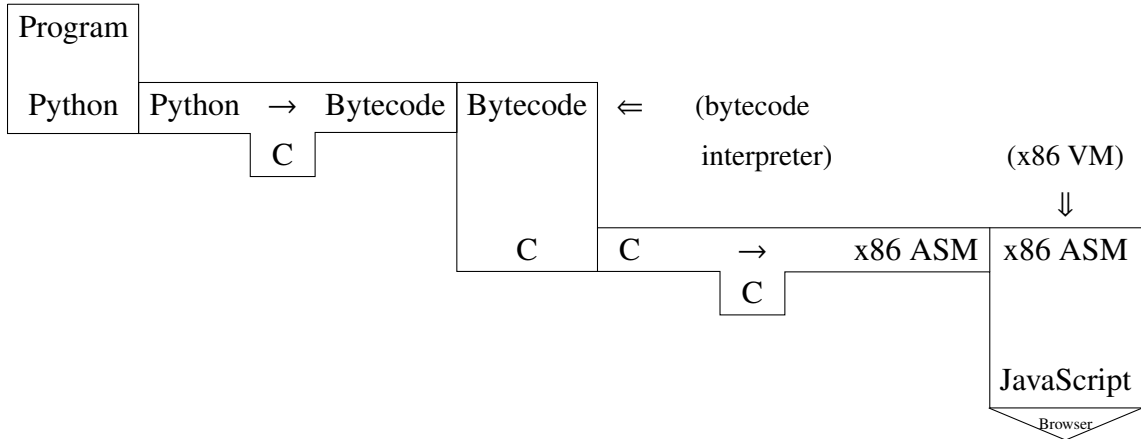 Program
Python Python → Bytecode Bytecode ⇐ (bytecode
C interpreter) (x86 VM)
⇓
C C → x86 ASM x86 ASM
C
JavaScript
Browser